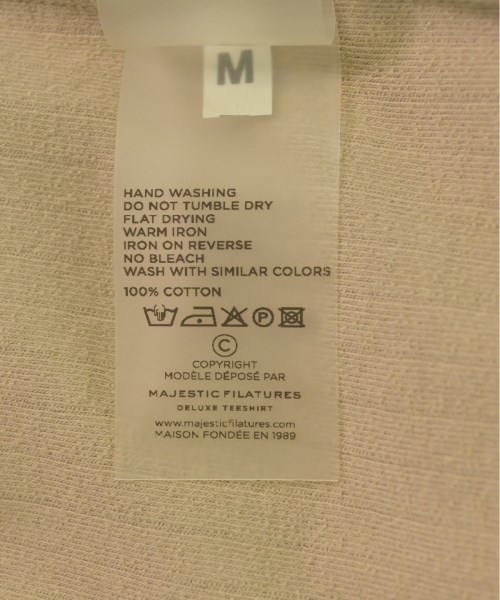 M
HAND WASHING
DO NOT TUMBLE DRY
FLAT DRYING
WARM IRON
IRON ON REVERSE
NO BLEACH
WASH WITH SIMILAR COLORS
100% COTTON
P
©
COPYRIGHT
MODÈLE DÉPOSÉ PAR
MAJESTIC FILATURES
DELUXE TEESHIRT
www.majesticfilatures.com
MAISON FONDÉE EN 1989